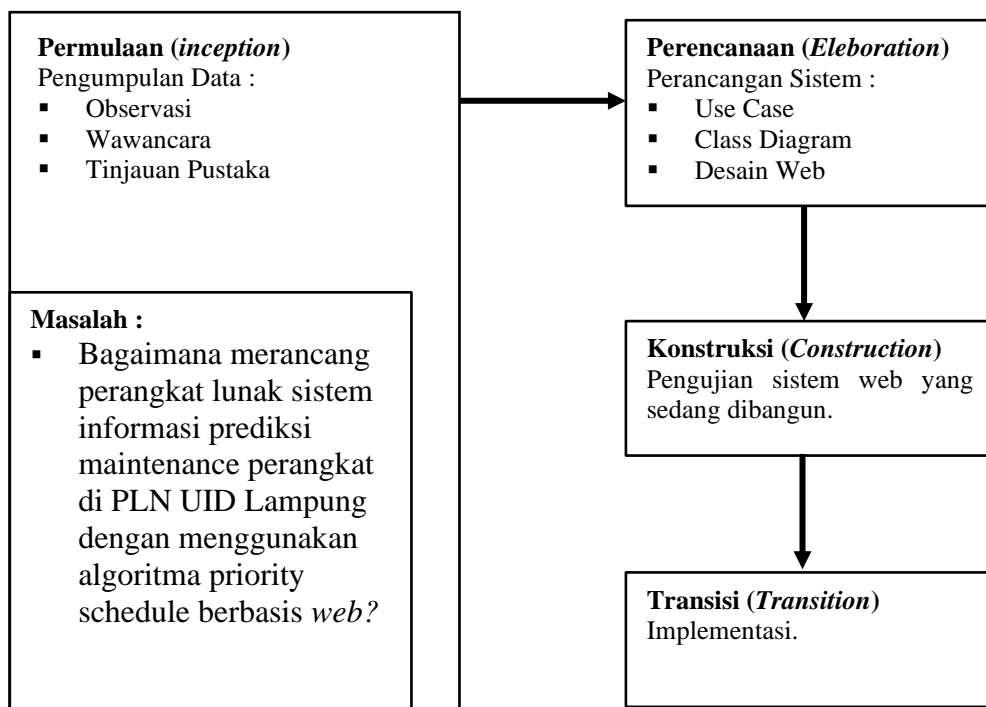 Permulaan (inception)
Pengumpulan Data :
▪ Observasi
▪ Wawancara
▪ Tinjauan Pustaka
Masalah :
▪ Bagaimana merancang
perangkat lunak sistem
informasi prediksi
maintenance perangkat
di PLN UID Lampung
dengan menggunakan
algoritma priority
schedule berbasis web?
Perencanaan (Eleboration)
Perancangan Sistem :
▪ Use Case
▪ Class Diagram
▪ Desain Web
Konstruksi (Construction)
Pengujian sistem web yang
sedang dibangun.
Transisi (Transition)
Implementasi.